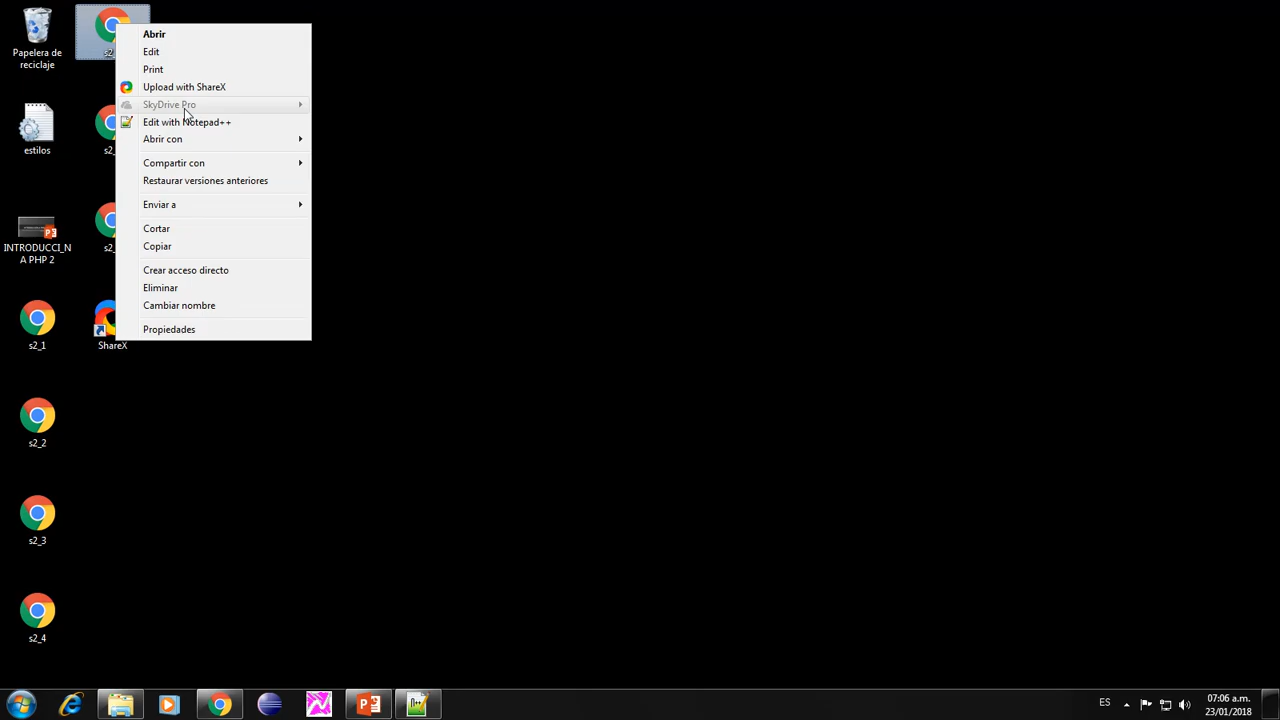 Papelera de
reciclaje
estilos
INTRODUCCI_N
A PHP 2
s2_1
s2_2
s2_3
s2_4
ShareX
Abrir
Edit
Print
Upload with ShareX
SkyDrive Pro
Edit with Notepad++
Abrir con
Compartir con
Restaurar versiones anteriores
Enviar a
Cortar
Copiar
Crear acceso directo
Eliminar
Cambiar nombre
Propiedades
ES
07:06 a.m.
23/01/2018